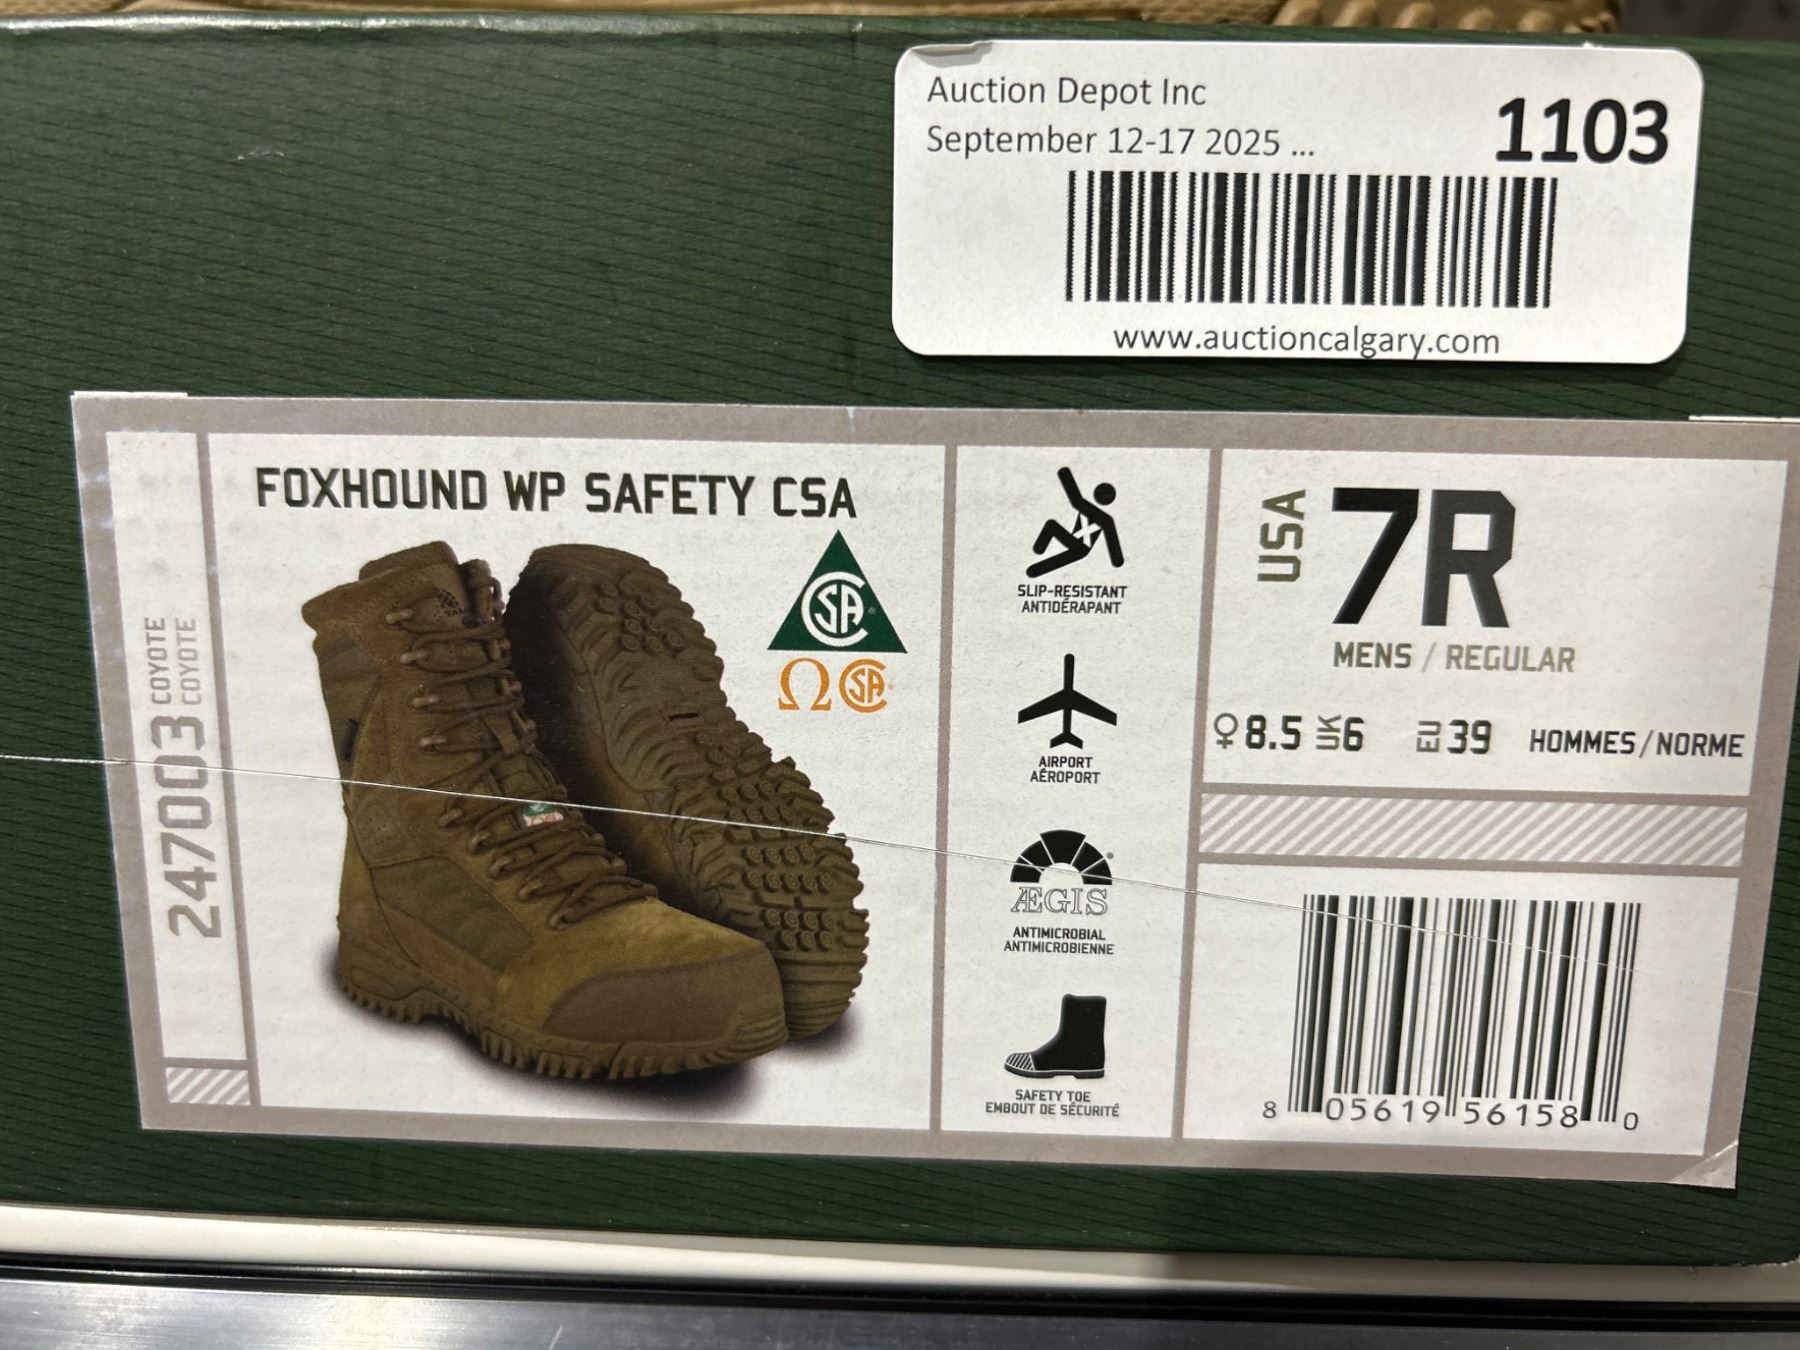 Auction Depot Inc
September 12-17 2025 ...
1103
www.auctioncalgary.com
247003 COYOTE
COYOTE
FOXHOUND WP SAFETY CSA
CSA
Ω CSA
SLIP-RESISTANT
ANTIDÉRAPANT
AIRPORT
AÉROPORT
ÆGIS
ANTIMICROBIAL
ANTIMICROBIENNE
SAFETY TOE
EMBOUT DE SÉCURITÉ
USA 7R
MENS / REGULAR
♀8.5 UK6 EU39 HOMMES/NORME
8 05619 56158 0